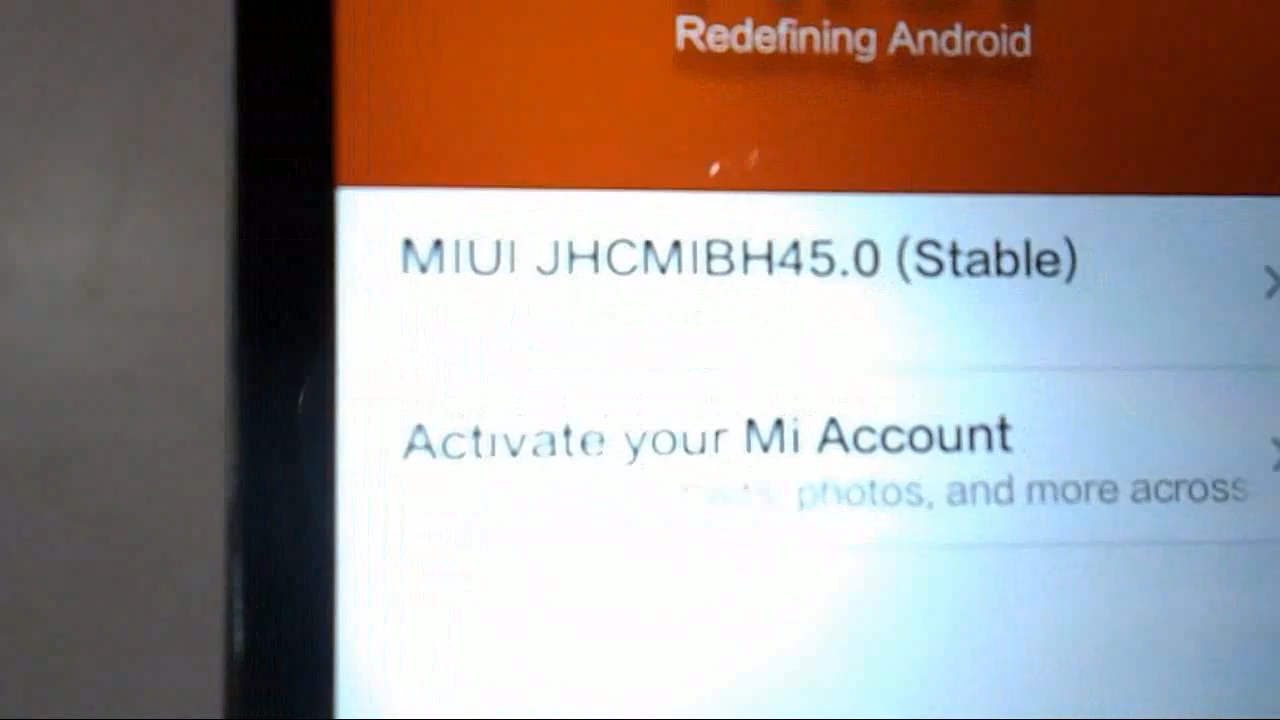 Redefining Android
MIUI JHCMIBH45.0 (Stable)
Activate your Mi Account
photos, and more across